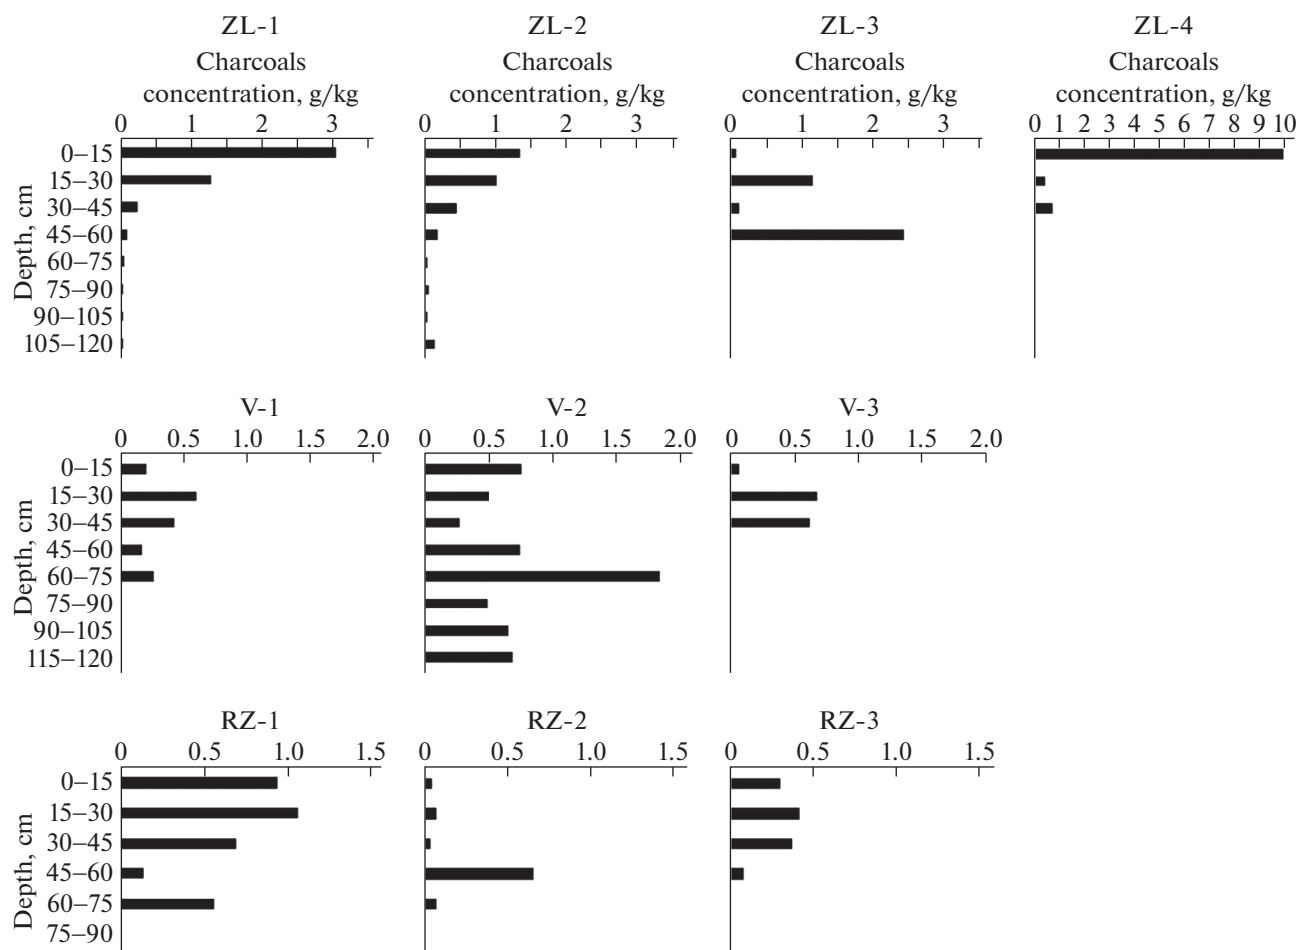 ZL-1 ZL-2 ZL-3 ZL-4
Charcoals Charcoals Charcoals Charcoals
concentration, g/kg concentration, g/kg concentration, g/kg concentration, g/kg
0 1 2 3 0 1 2 3 0 1 2 3 0 1 2 3 4 5 6 7 8 9 10
Depth, cm
0–15
15–30
30–45
45–60
60–75
75–90
90–105
105–120
V-1 V-2 V-3
0 0.5 1.0 1.5 2.0 0 0.5 1.0 1.5 2.0 0 0.5 1.0 1.5 2.0
Depth, cm
0–15
15–30
30–45
45–60
60–75
75–90
90–105
115–120
RZ-1 RZ-2 RZ-3
0 0.5 1.0 1.5 0 0.5 1.0 1.5 0 0.5 1.0 1.5
Depth, cm
0–15
15–30
30–45
45–60
60–75
75–90